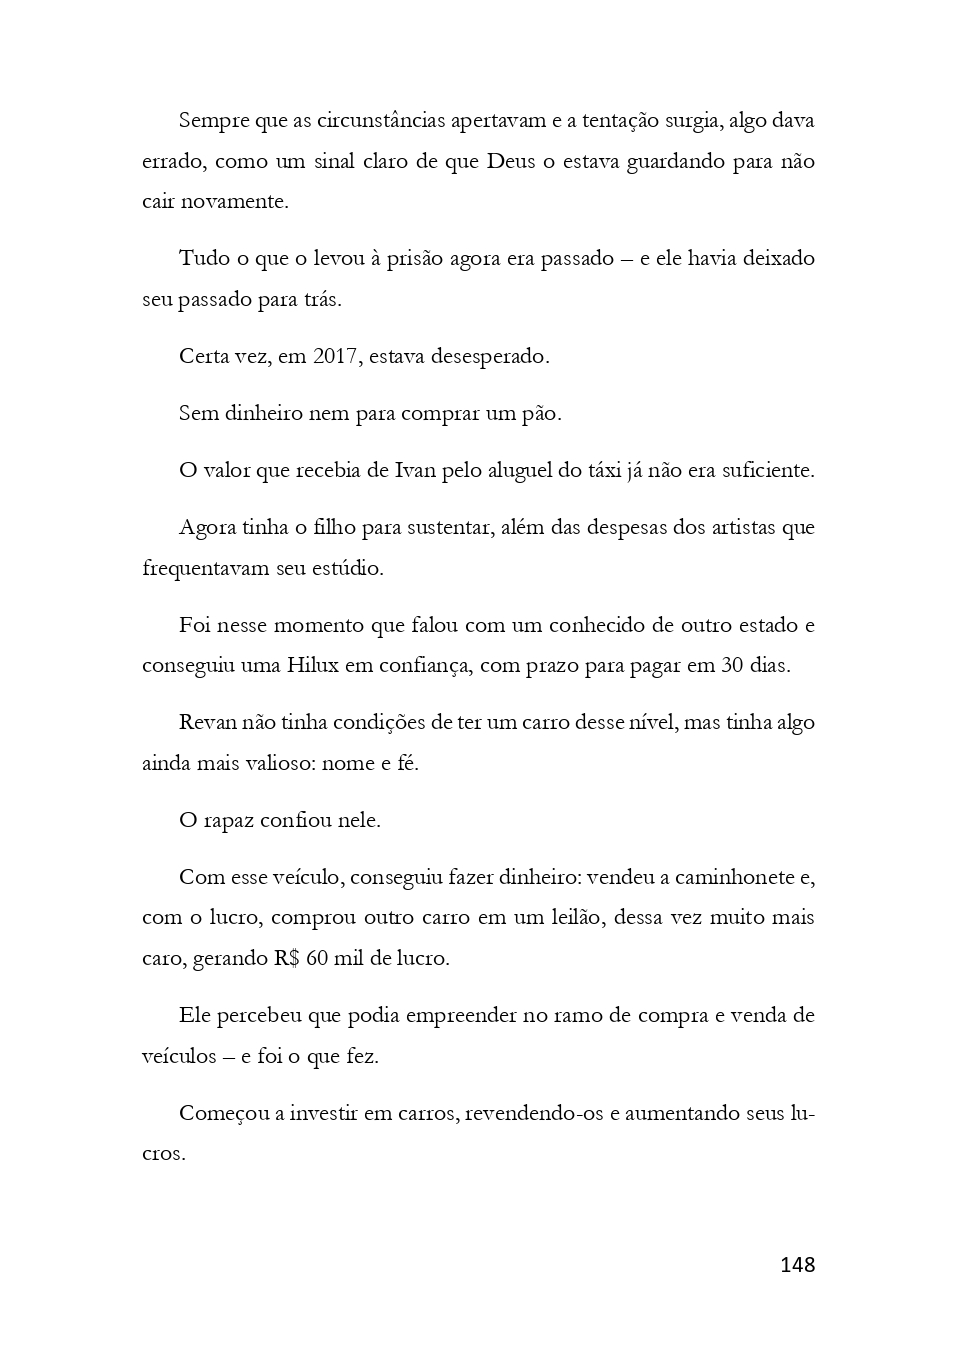 Sempre que as circunstâncias apertavam e a tentação surgia, algo dava
errado, como um sinal claro de que Deus o estava guardando para não
cair novamente.
Tudo o que o levou à prisão agora era passado – e ele havia deixado
seu passado para trás.
Certa vez, em 2017, estava desesperado.
Sem dinheiro nem para comprar um pão.
O valor que recebia de Ivan pelo aluguel do táxi já não era suficiente.
Agora tinha o filho para sustentar, além das despesas dos artistas que
frequentavam seu estúdio.
Foi nesse momento que falou com um conhecido de outro estado e
conseguiu uma Hilux em confiança, com prazo para pagar em 30 dias.
Revan não tinha condições de ter um carro desse nível, mas tinha algo
ainda mais valioso: nome e fé.
O rapaz confiou nele.
Com esse veículo, conseguiu fazer dinheiro: vendeu a caminhonete e,
com o lucro, comprou outro carro em um leilão, dessa vez muito mais
caro, gerando R$ 60 mil de lucro.
Ele percebeu que podia empreender no ramo de compra e venda de
veículos – e foi o que fez.
Começou a investir em carros, revendendo-os e aumentando seus lu-
cros.
148